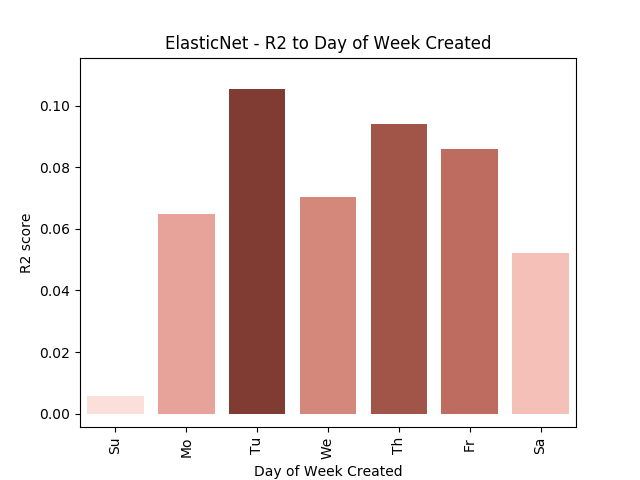 ElasticNet - R2 to Day of Week Created
R2 score
0.10
0.08
0.06
0.04
0.02
0.00
Su
Mo
Tu
We
Th
Fr
Sa
Day of Week Created